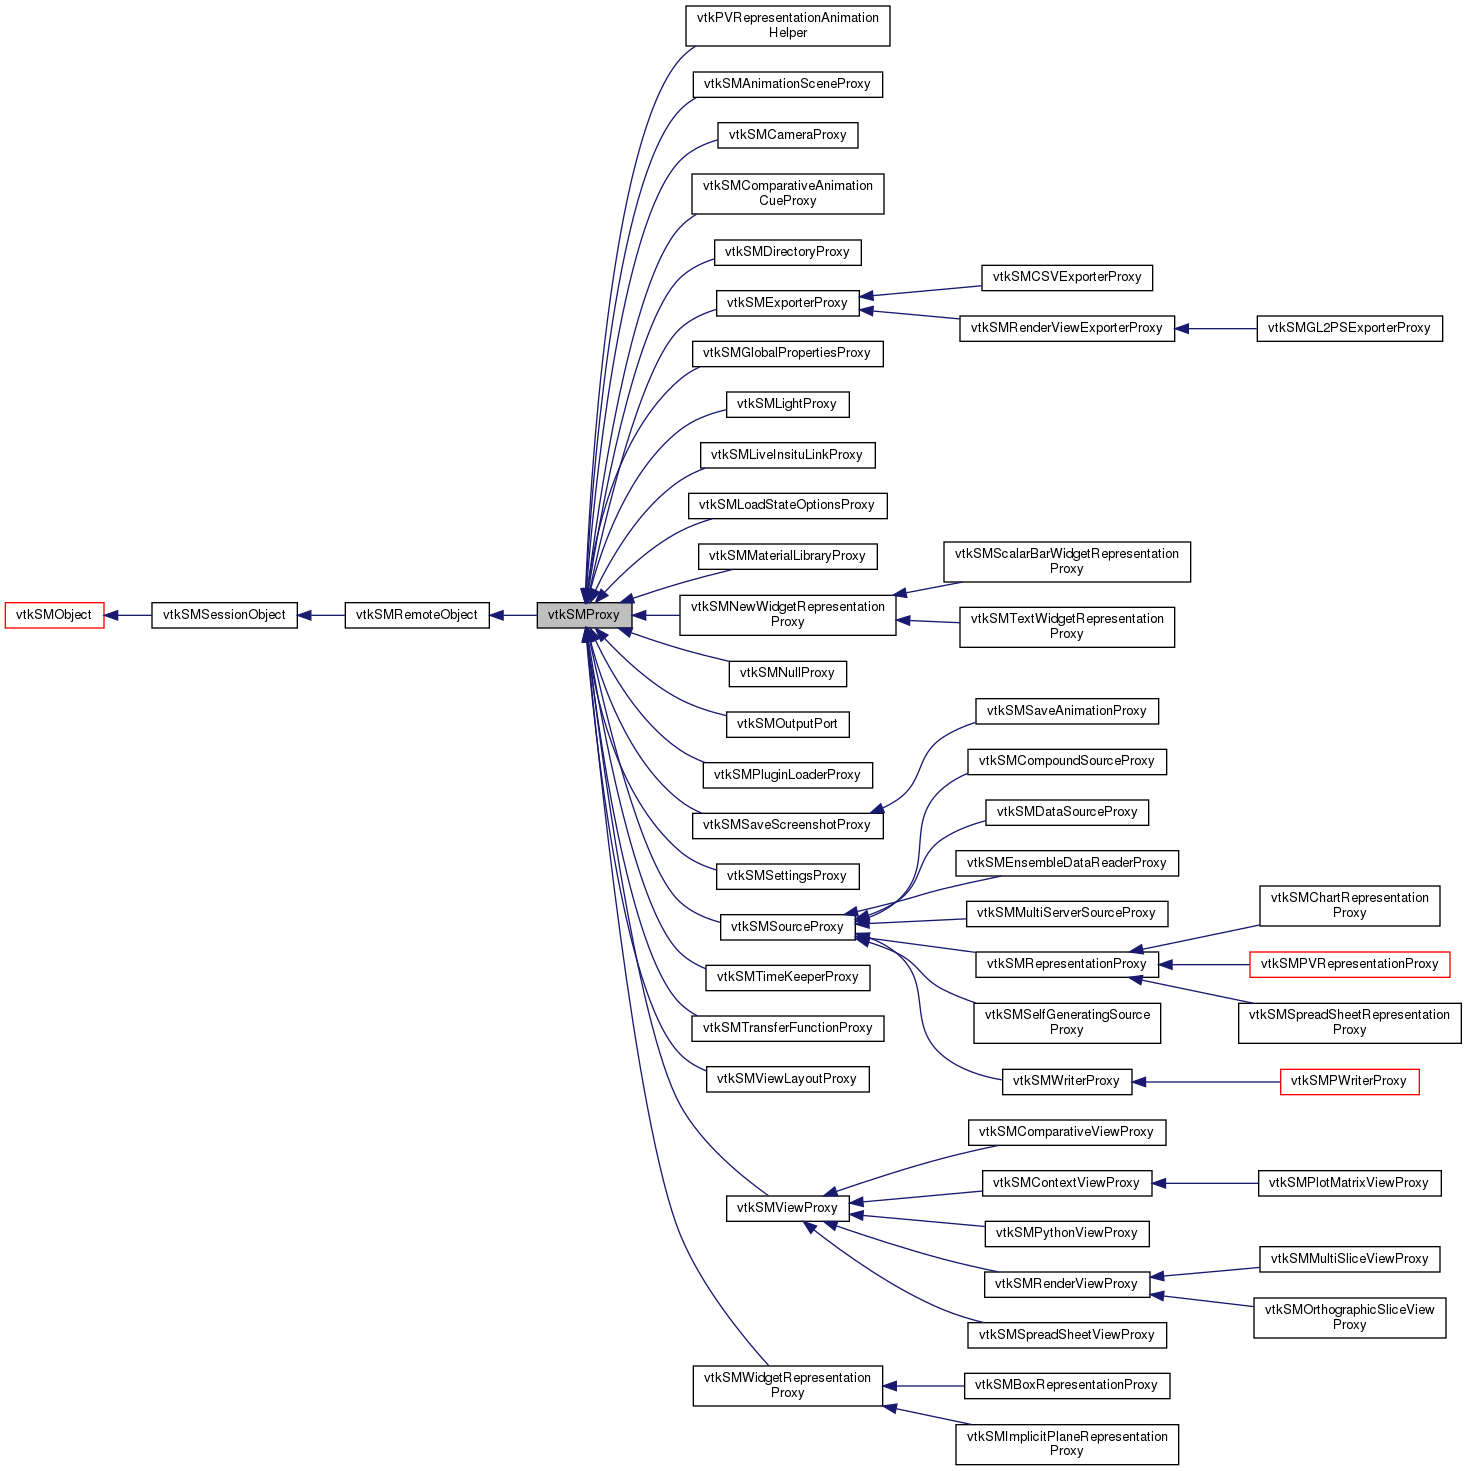 vtkPVRepresentationAnimation
Helper
vtkSMAnimationSceneProxy
vtkSMCameraProxy
vtkSMComparativeAnimation
CueProxy
vtkSMDirectoryProxy
vtkSMCSVExporterProxy
vtkSMExporterProxy
vtkSMRenderViewExporterProxy
vtkSMGL2PSExporterProxy
vtkSMGlobalPropertiesProxy
vtkSMLightProxy
vtkSMLiveInsituLinkProxy
vtkSMLoadStateOptionsProxy
vtkSMMaterialLibraryProxy
vtkSMScalarBarWidgetRepresentation
Proxy
vtkSMObject
vtkSMSessionObject
vtkSMRemoteObject
vtkSMProxy
vtkSMNewWidgetRepresentation
Proxy
vtkSMTextWidgetRepresentation
Proxy
vtkSMNullProxy
vtkSMOutputPort
vtkSMSaveAnimationProxy
vtkSMCompoundSourceProxy
vtkSMPluginLoaderProxy
vtkSMDataSourceProxy
vtkSMSaveScreenshotProxy
vtkSMEnsembleDataReaderProxy
vtkSMSettingsProxy
vtkSMMultiServerSourceProxy
vtkSMChartRepresentation
Proxy
vtkSMSourceProxy
vtkSMRepresentationProxy
vtkSMPVRepresentationProxy
vtkSMTimeKeeperProxy
vtkSMSelfGeneratingSource
Proxy
vtkSMSpreadSheetRepresentation
Proxy
vtkSMTransferFunctionProxy
vtkSMViewLayoutProxy
vtkSMWriterProxy
vtkSMPWriterProxy
vtkSMComparativeViewProxy
vtkSMContextViewProxy
vtkSMPlotMatrixViewProxy
vtkSMViewProxy
vtkSMPythonViewProxy
vtkSMRenderViewProxy
vtkSMMultiSliceViewProxy
vtkSMOrthographicSliceView
Proxy
vtkSMSpreadSheetViewProxy
vtkSMWidgetRepresentation
Proxy
vtkSMBoxRepresentationProxy
vtkSMImplicitPlaneRepresentation
Proxy